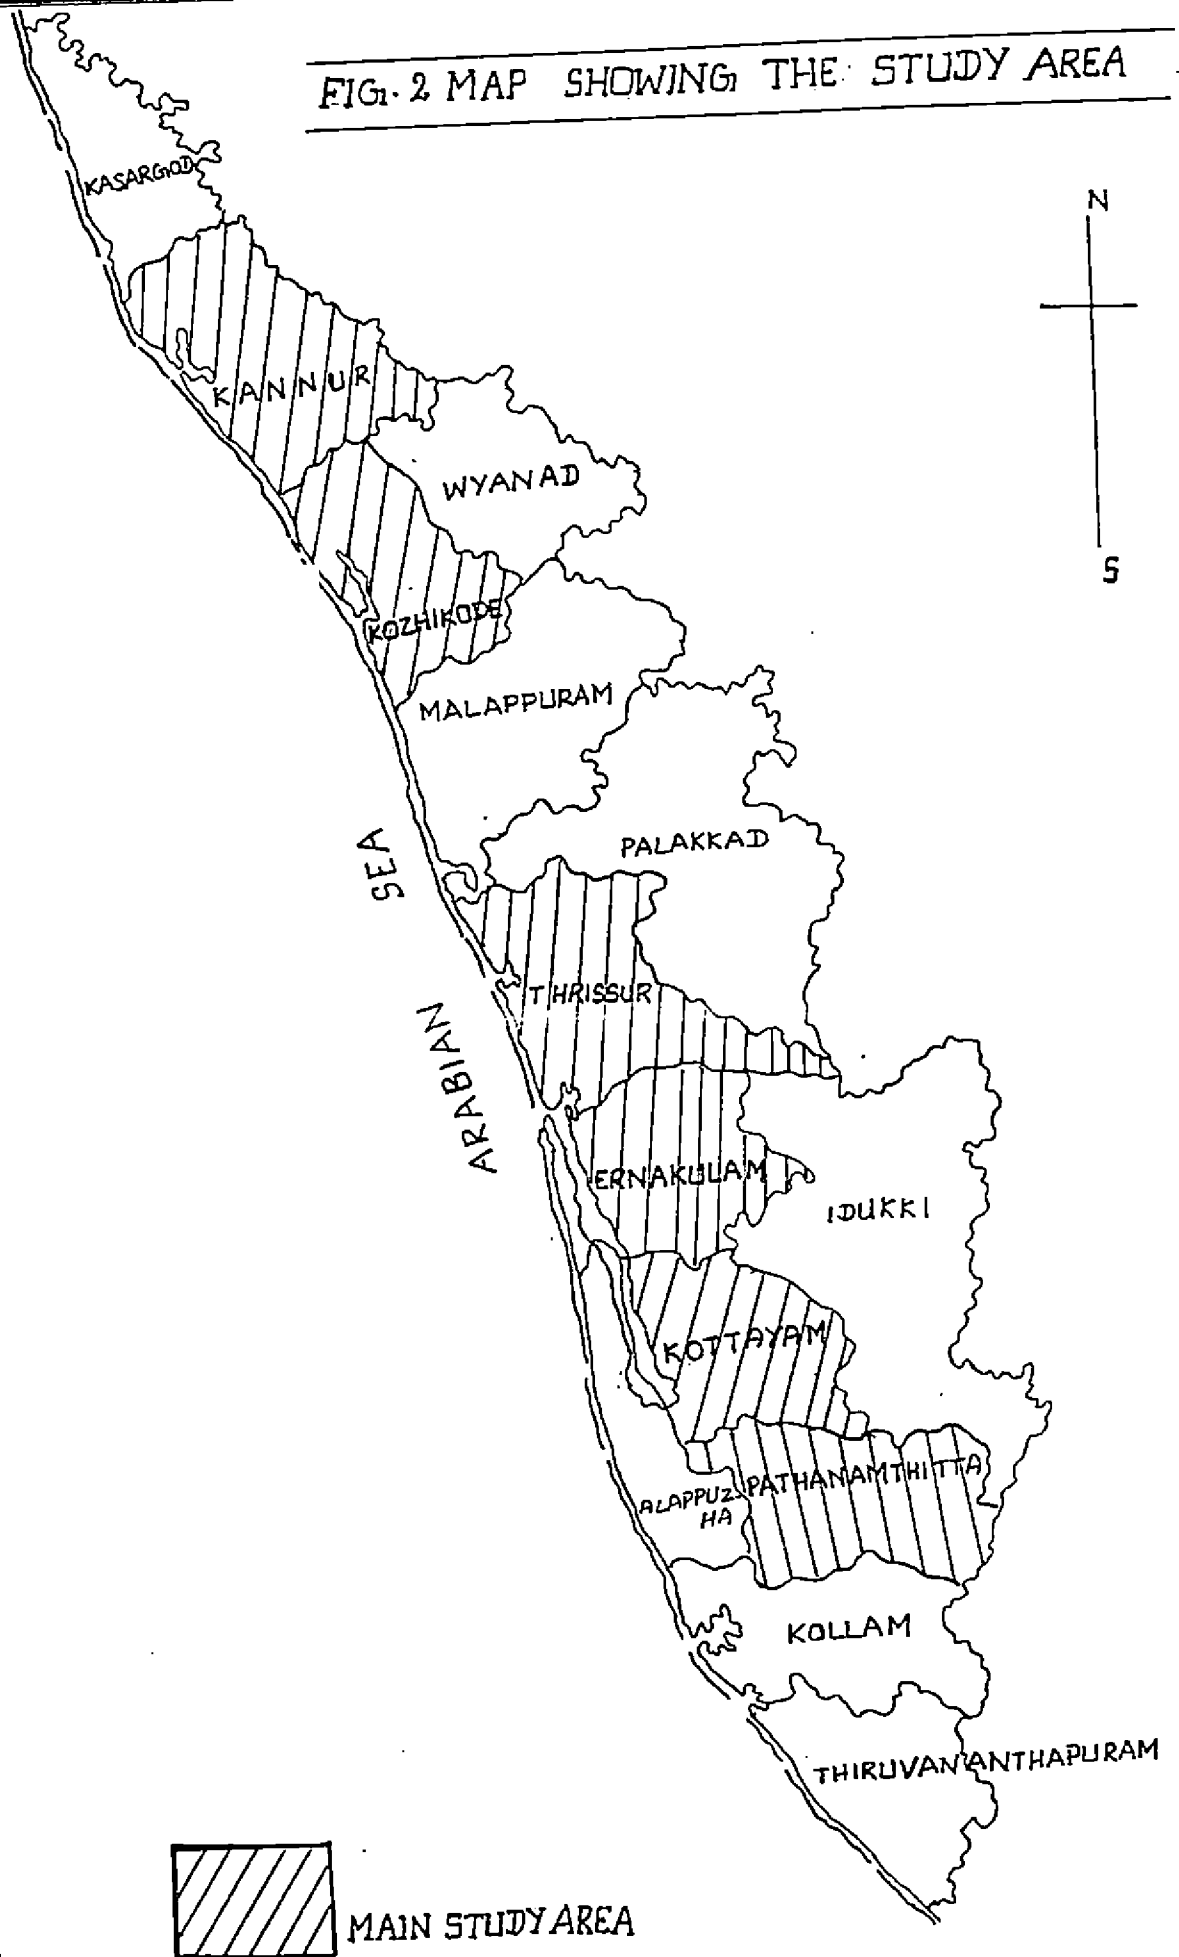 FIG. 2 MAP SHOWING THE STUDY AREA
N
S
KASARGOD
KANNUR
WYANAD
KOZHIKODE
MALAPPURAM
PALAKKAD
ARABIAN SEA
THRISSUR
ERNAKULAM
IDUKKI
KOTTAYAM
PATHANAMTHITTA
ALAPPUZ-
HA
KOLLAM
THIRUVANANTHAPURAM
MAIN STUDY AREA